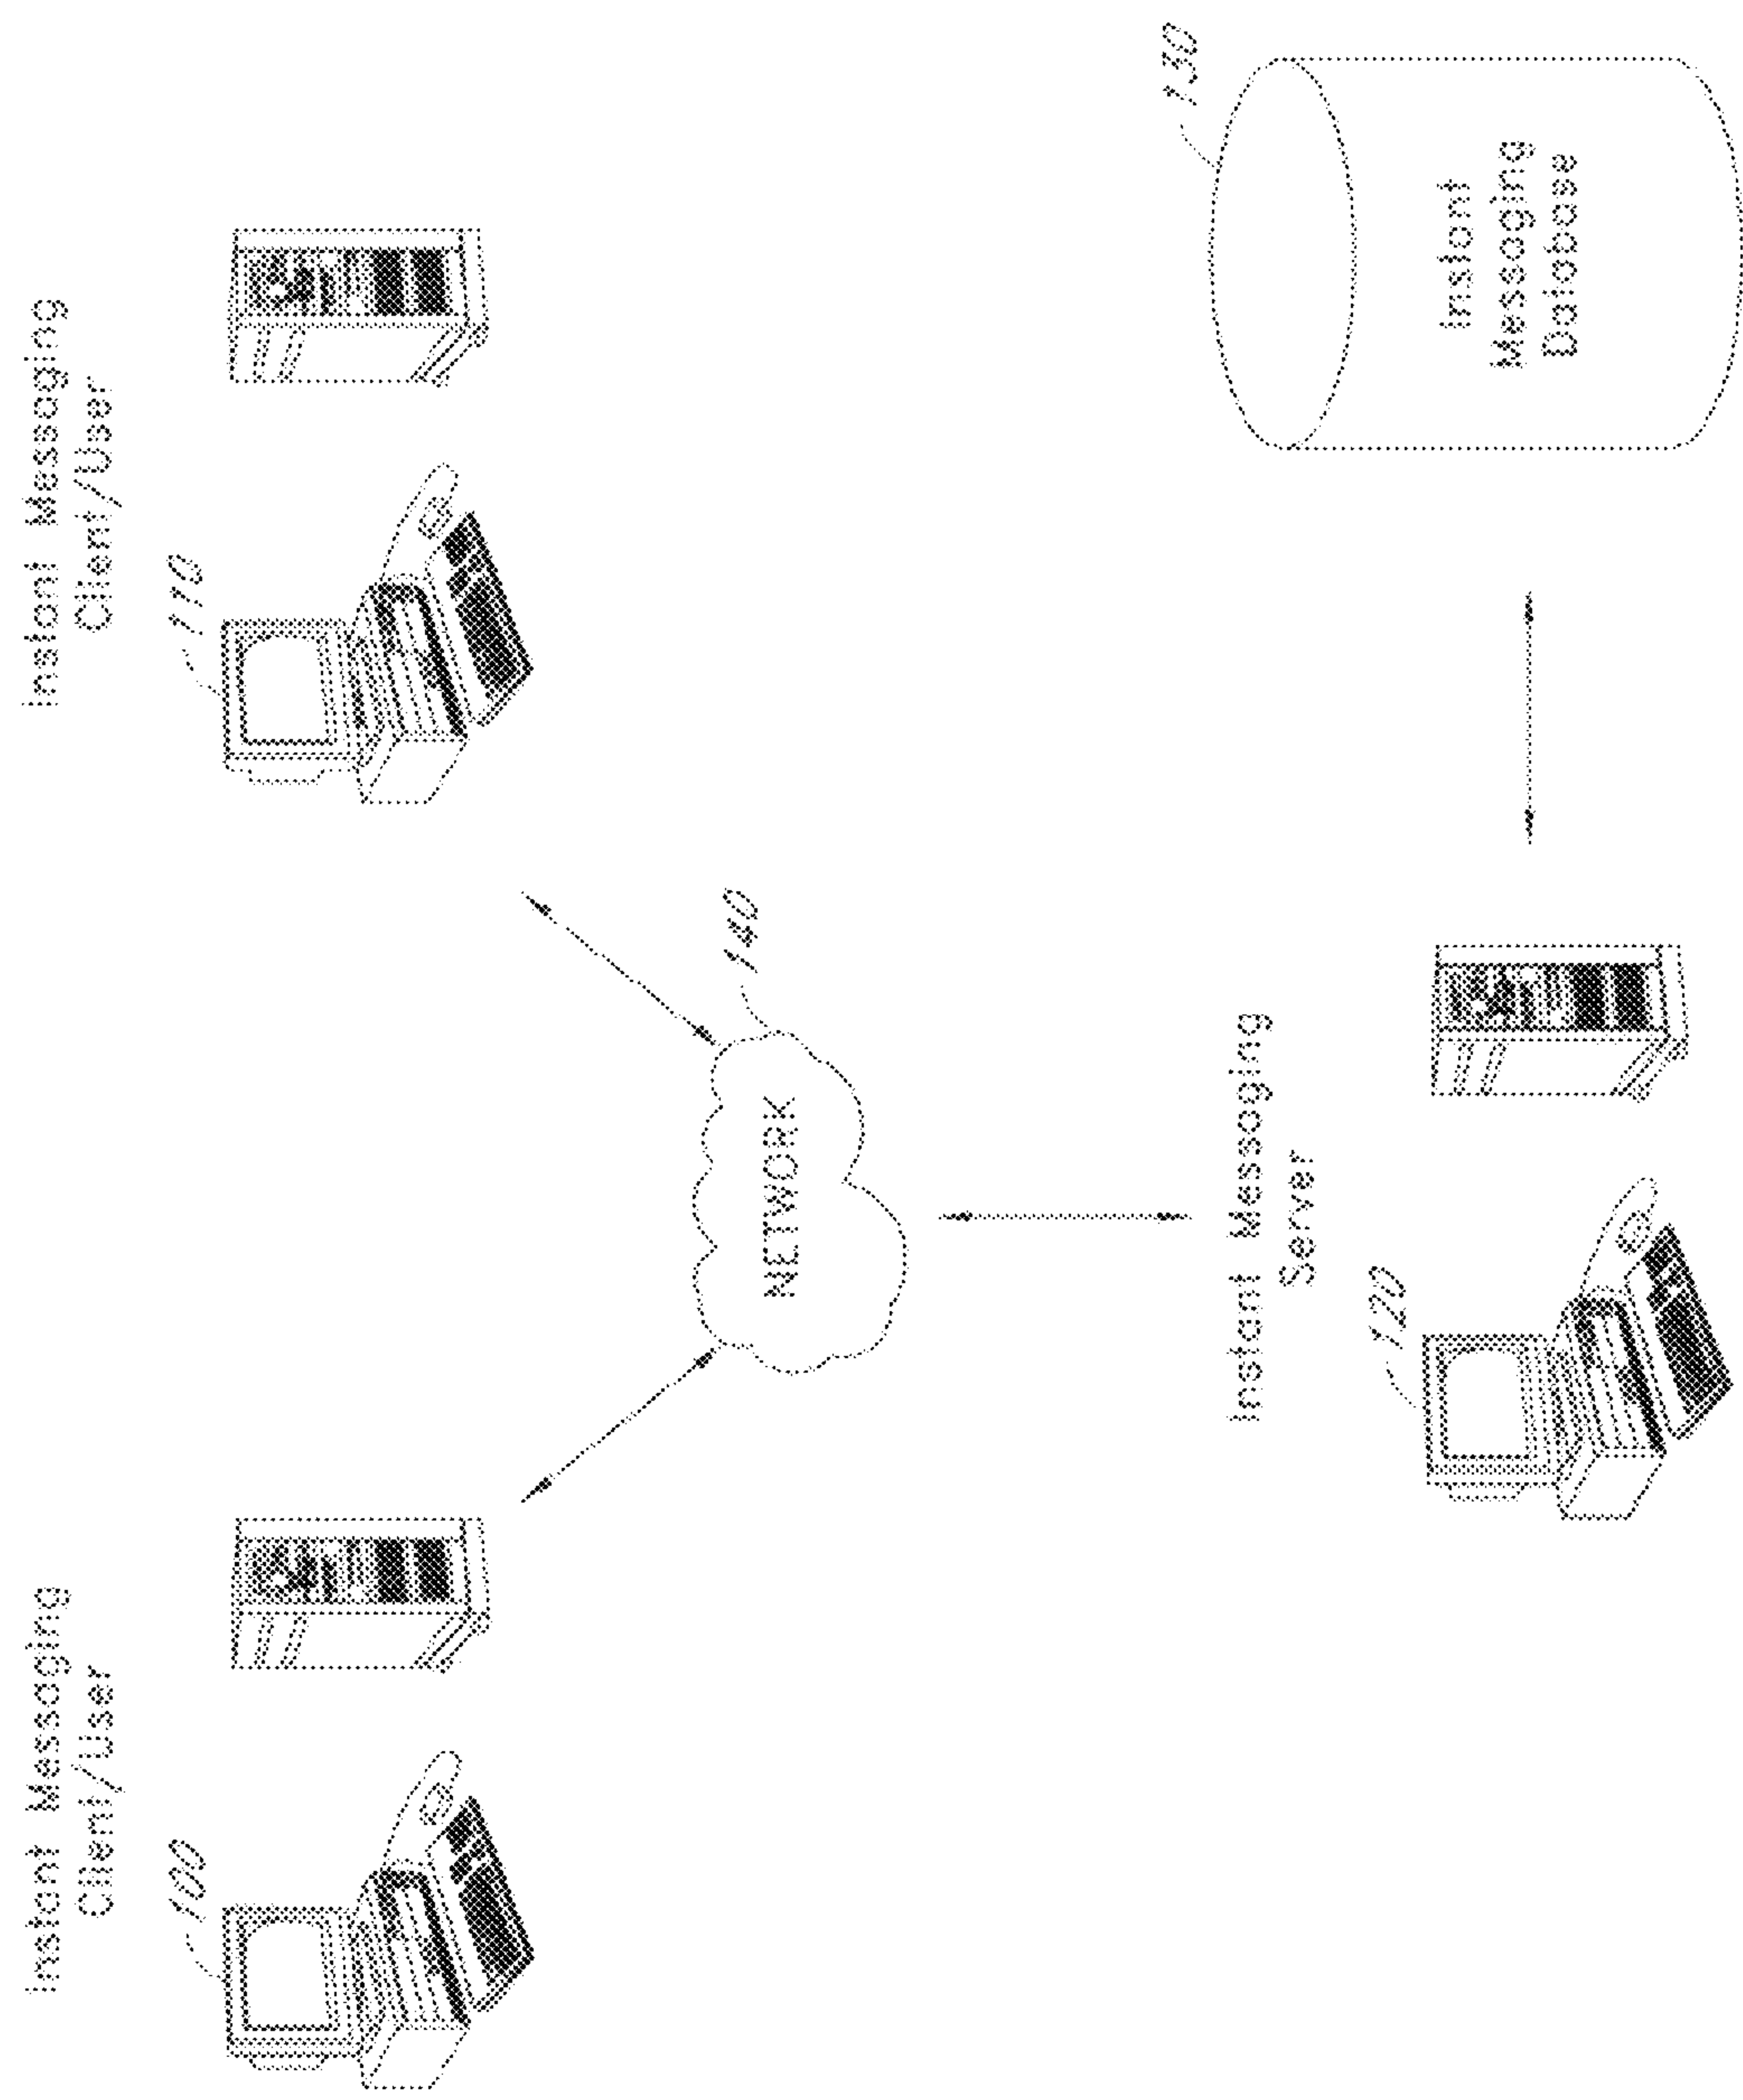 Instant Messaging
Client/User
100
Instant Messaging
Client/User
110
140
NETWORK
Instant Messaging
Server
120
130
Instant
Messaging
Database